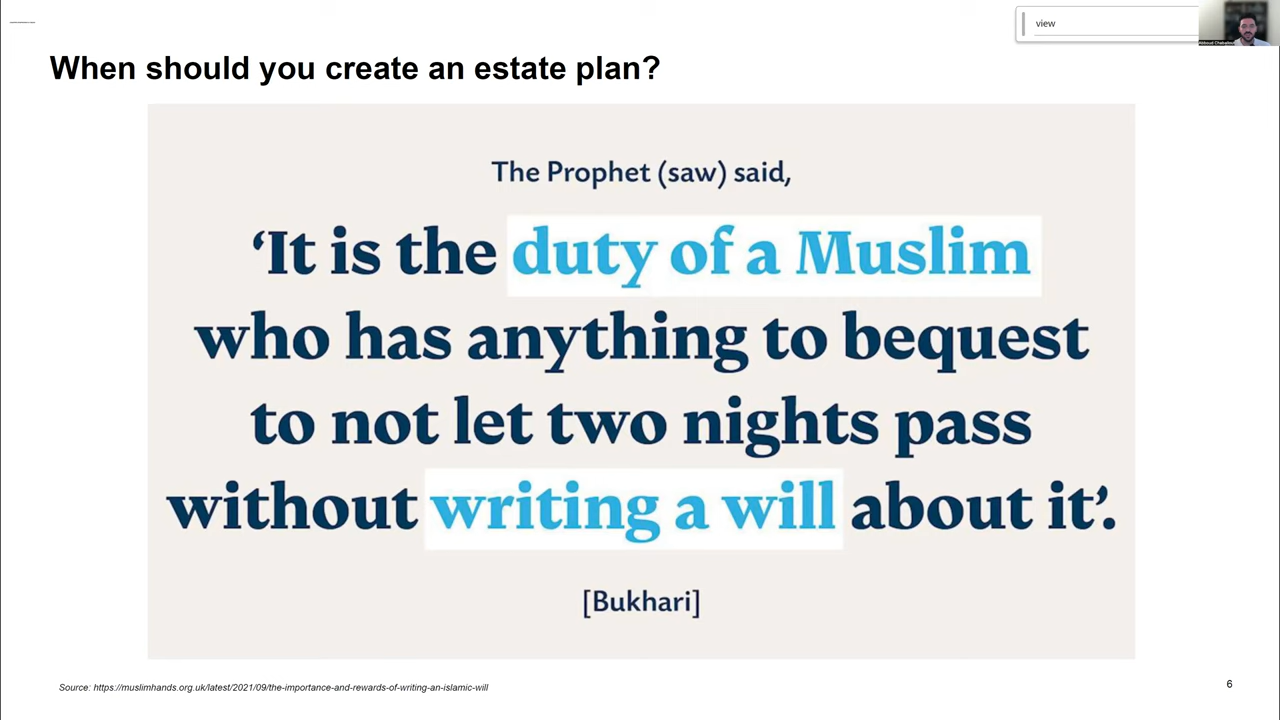 view
When should you create an estate plan?
The Prophet (saw) said,
‘It is the duty of a Muslim
who has anything to bequest
to not let two nights pass
without writing a will about it’.
[Bukhari]
Source: https://muslimhands.org.uk/latest/2021/09/the-importance-and-rewards-of-writing-an-islamic-will
6